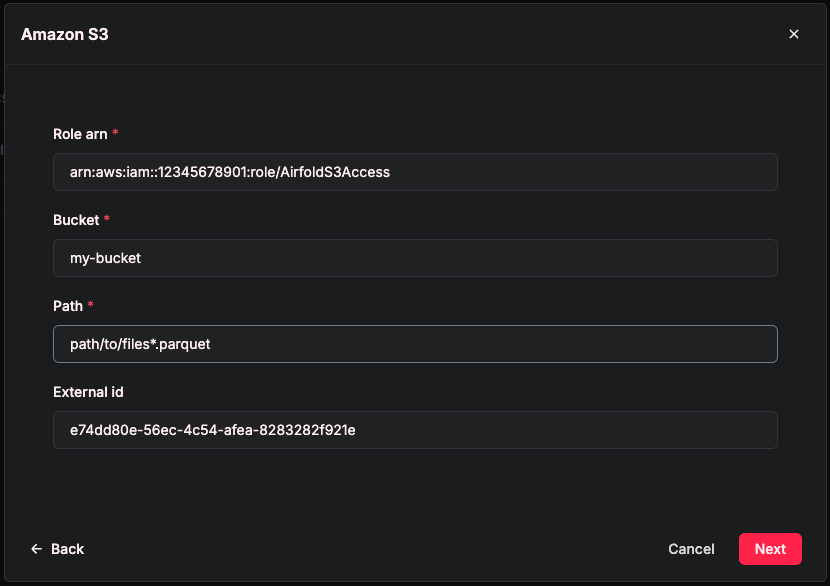 Amazon S3
Role arn *
arn:aws:iam::12345678901:role/AirfoldS3Access
Bucket *
my-bucket
Path *
path/to/files*.parquet
External id
e74dd80e-56ec-4c54-afea-8283282f921e
Back
Cancel
Next